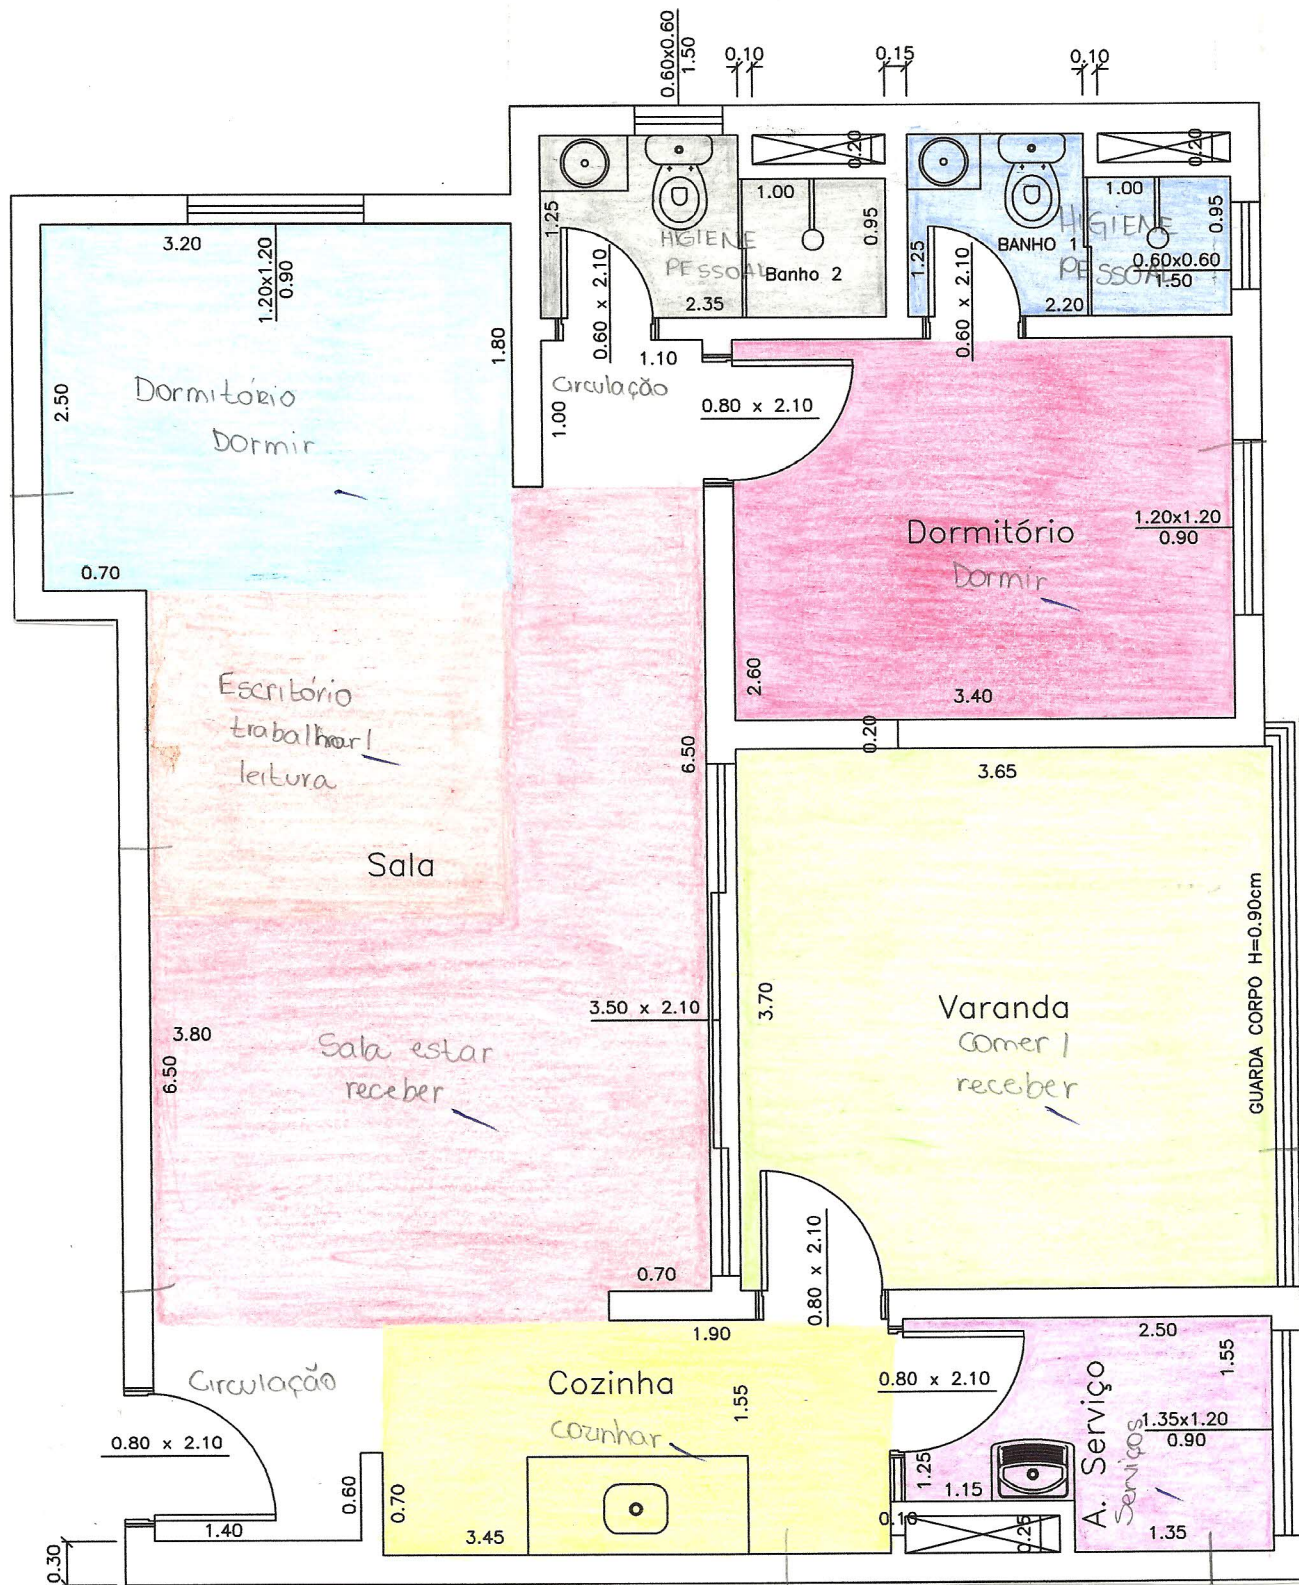 0.60x0.60
1.50
0.10
0.15
0.10
0.20
0.20
3.20
1.20x1.20
0.90
1.25
HIGIENE
PESSOAL
1.00
0.95
Banho 2
2.35
0.60 x 2.10
1.25
BANHO 1
HIGIENE
PESSOAL
1.00
0.95
0.60x0.60
1.50
2.20
0.60 x 2.10
2.50
1.80
Dormitório
Dormir
0.70
1.10
Circulação
1.00
0.80 x 2.10
Dormitório
Dormir
1.20x1.20
0.90
2.60
3.40
0.20
Escritório
trabalhar/
leitura
6.50
Sala
3.65
3.50 x 2.10
3.70
Varanda
comer /
receber
GUARDA CORPO H=0.90cm
3.80
6.50
Sala estar
receber
0.70
0.80 x 2.10
1.90
Circulação
Cozinha
cozinhar
1.55
0.80 x 2.10
2.50
1.55
A. Serviço
Serviços
1.35x1.20
0.90
0.80 x 2.10
0.60
0.70
1.25
1.15
1.40
3.45
0.10
0.25
1.35
0.30